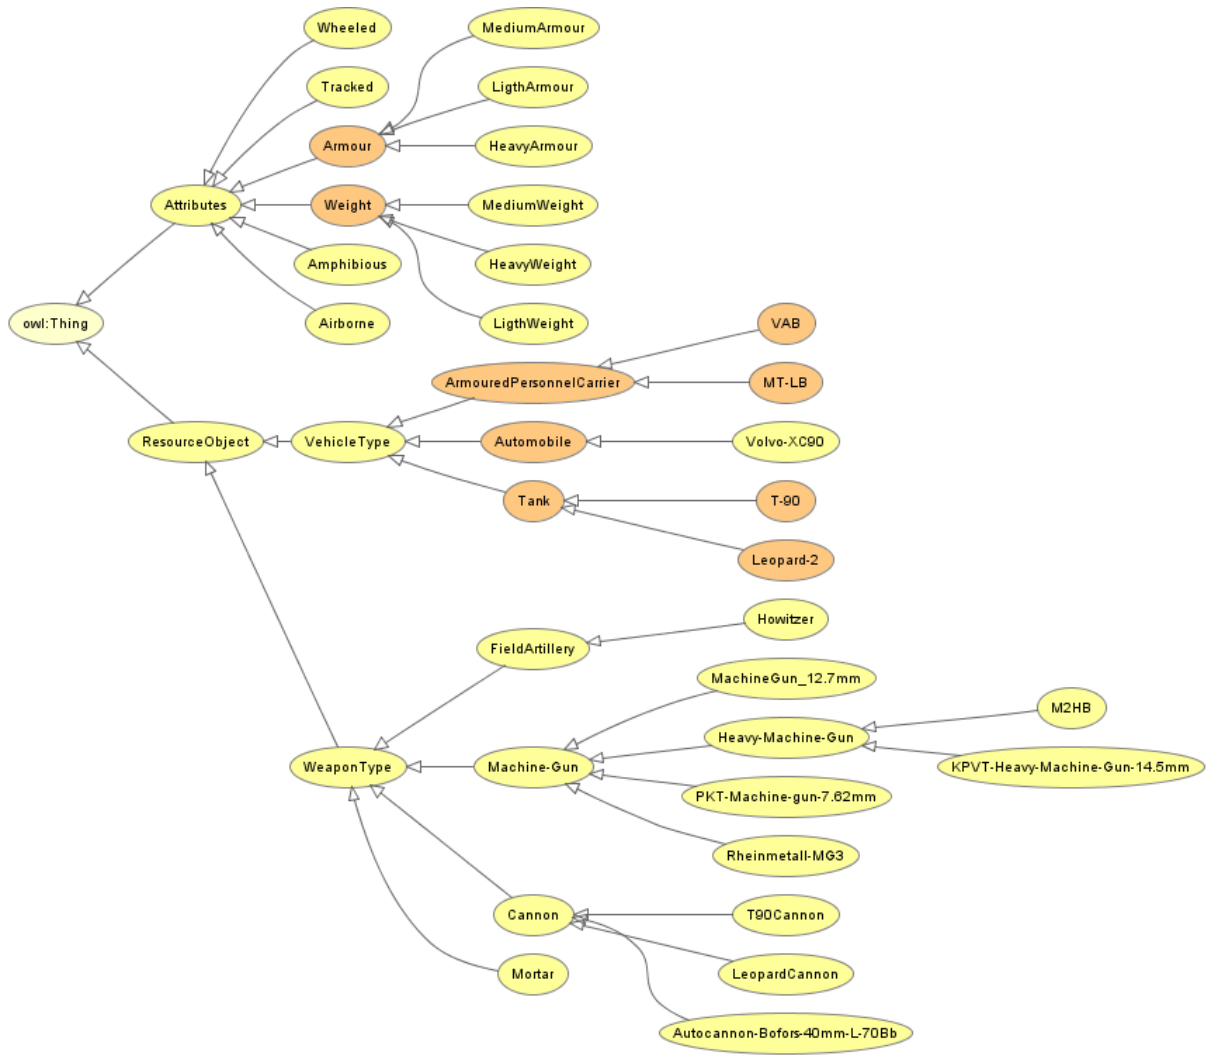 Wheeled
MediumArmour
Tracked
LigthArmour
Armour
HeavyArmour
Attributes
Weight
MediumWeight
Amphibious
HeavyWeight
owl:Thing
Airborne
LigthWeight
VAB
ArmouredPersonnelCarrier
MT-LB
ResourceObject
VehicleType
Automobile
Volvo-XC90
Tank
T-90
Leopard-2
Howitzer
FieldArtillery
MachineGun_12.7mm
M2HB
Heavy-Machine-Gun
WeaponType
Machine-Gun
KPVT-Heavy-Machine-Gun-14.5mm
PKT-Machine-gun-7.62mm
Rheinmetall-MG3
Cannon
T90Cannon
Mortar
LeopardCannon
Autocannon-Bofors-40mm-L-70Bb